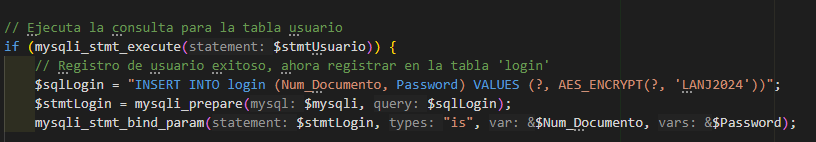 // Ejecuta la consulta para la tabla usuario
if (mysqli_stmt_execute(statement: $stmtUsuario)) {
// Registro de usuario exitoso, ahora registrar en la tabla 'login'
$sqlLogin = "INSERT INTO login (Num_Documento, Password) VALUES (?, AES_ENCRYPT(?, 'LANJ2024'))";
$stmtLogin = mysqli_prepare(mysql: $mysqli, query: $sqlLogin);
mysqli_stmt_bind_param(statement: $stmtLogin, types: "is", var: &$Num_Documento, vars: &$Password);